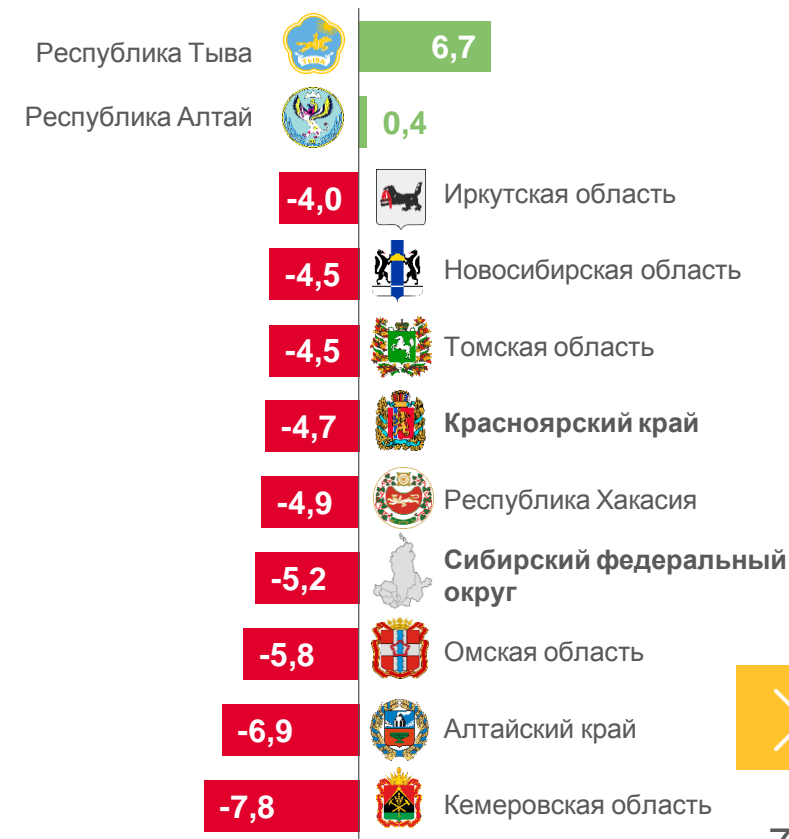 Республика Тыва 6,7
Республика Алтай 0,4
-4,0 Иркутская область
-4,5 Новосибирская область
-4,5 Томская область
-4,7 Красноярский край
-4,9 Республика Хакасия
-5,2 Сибирский федеральный
округ
-5,8 Омская область
-6,9 Алтайский край
-7,8 Кемеровская область